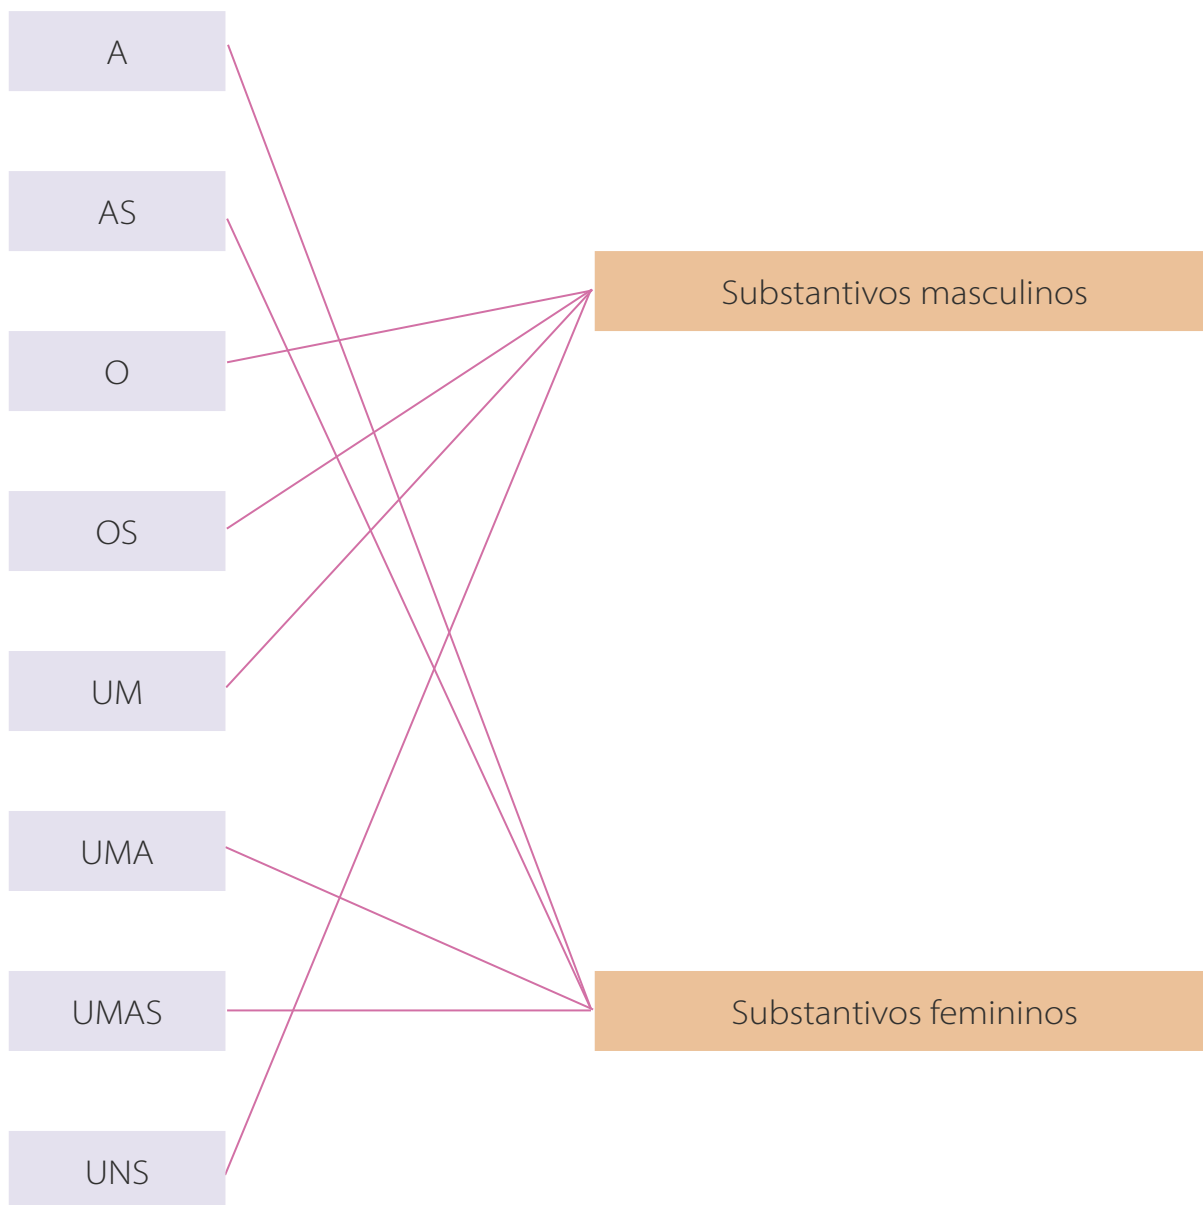 A
AS
Substantivos masculinos
O
OS
UM
UMA
UMAS
Substantivos femininos
UNS